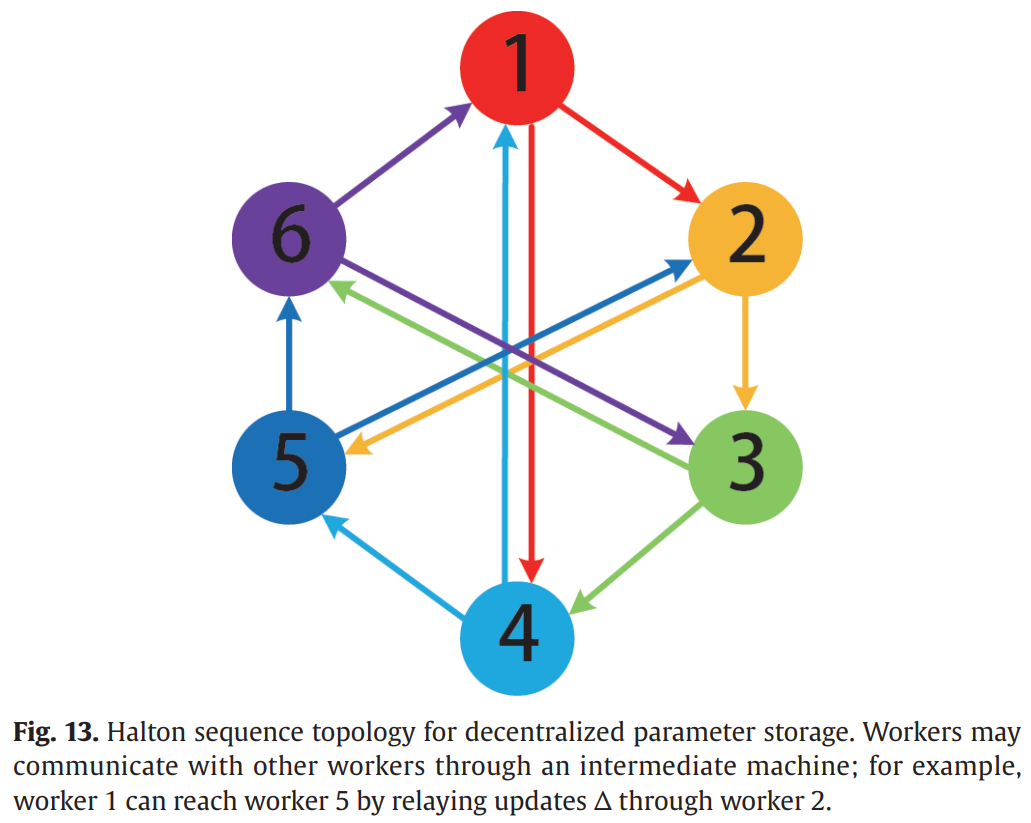 1
6
2
5
3
4
Fig. 13. Halton sequence topology for decentralized parameter storage. Workers may
communicate with other workers through an intermediate machine; for example,
worker 1 can reach worker 5 by relaying updates Δ through worker 2.